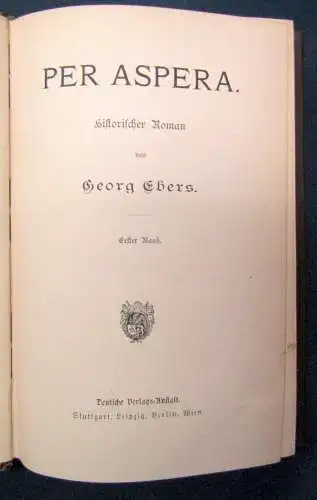 PER ASPERA.
Historischer Roman
von
Georg Ebers.
Erster Band.
Deutsche Verlags-Anstalt.
Stuttgart, Leipzig, Berlin, Wien.